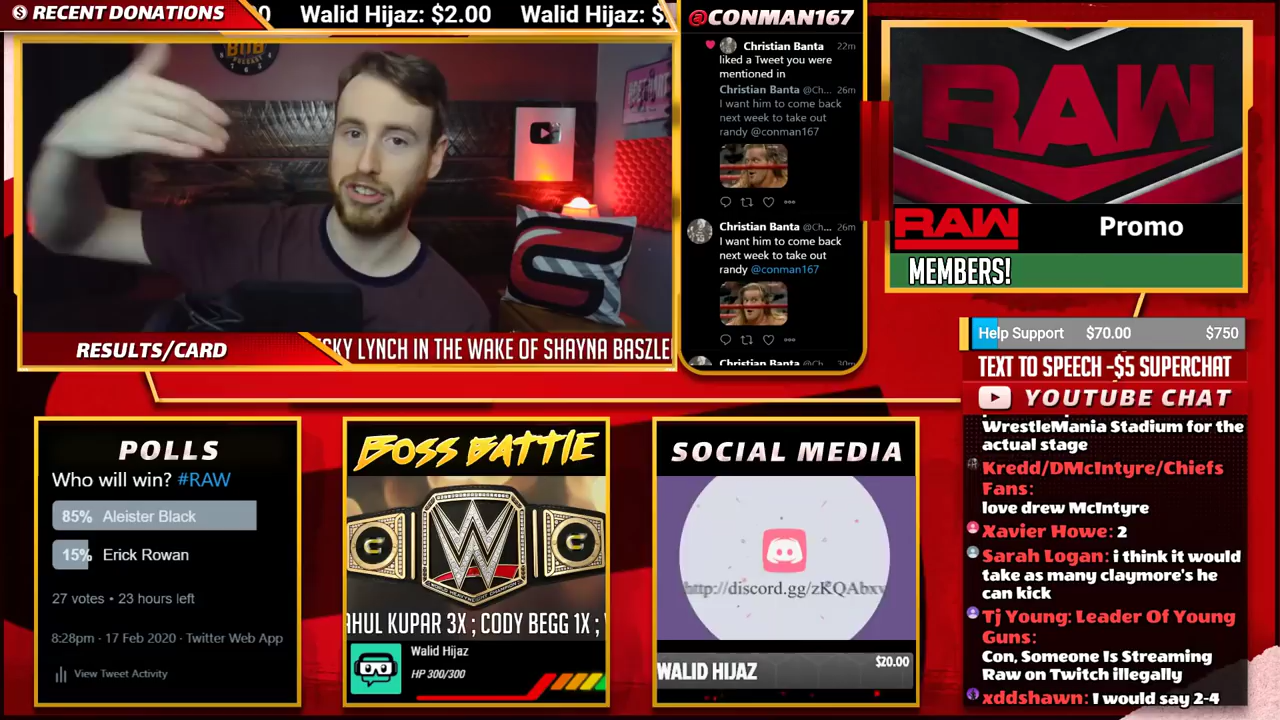 RECENT DONATIONS
Walid Hijaz: $2.00
Walid Hijaz: $
@CONMAN167
Christian Banta 22m
liked a Tweet you were
mentioned in
Christian Banta @Ch... 26m
I want him to come back
next week to take out
randy @conman167
Christian Banta @Ch... 26m
I want him to come back
next week to take out
randy @conman167
RAW
RAW
Promo
MEMBERS!
RESULTS/CARD
CKY LYNCH IN THE WAKE OF SHAYNA BASZLE
Help Support $70.00 $750
TEXT TO SPEECH -$5 SUPERCHAT
YOUTUBE CHAT
WrestleMania Stadium for the
actual stage
Kredd/DMcIntyre/Chiefs
Fans:
love drew McIntyre
Xavier Howe: 2
Sarah Logan: i think it would
take as many claymore's he
can kick
Tj Young: Leader Of Young
Guns:
Con, Someone Is Streaming
Raw on Twitch illegally
xddshawn: I would say 2-4
POLLS
Who will win? #RAW
85% Aleister Black
15% Erick Rowan
27 votes • 23 hours left
8:28pm · 17 Feb 2020 · Twitter Web App
View Tweet Activity
BOSS BATTLE
AHUL KUPAR 3X ; CODY BEGG 1X ;
Walid Hijaz
HP 300/300
SOCIAL MEDIA
http://discord.gg/zKQAbxv
WALID HIJAZ $20.00